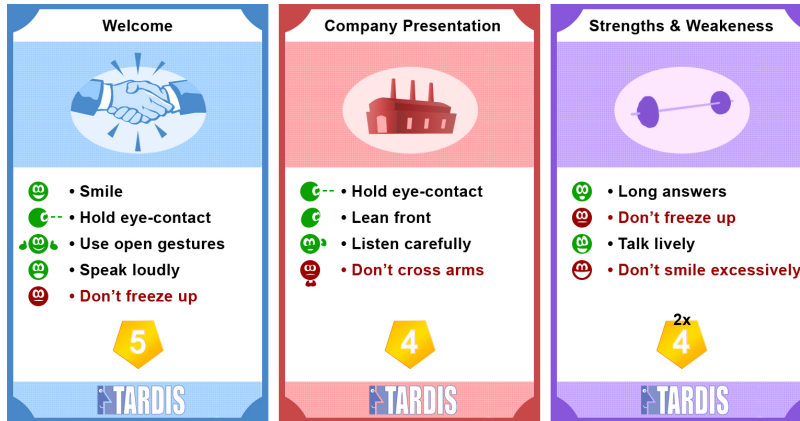 Welcome
• Smile
• Hold eye-contact
• Use open gestures
• Speak loudly
• Don't freeze up
5
TARDIS
Company Presentation
• Hold eye-contact
• Lean front
• Listen carefully
• Don't cross arms
4
TARDIS
Strengths & Weakeness
• Long answers
• Don't freeze up
• Talk lively
• Don't smile excessively
2x
4
TARDIS